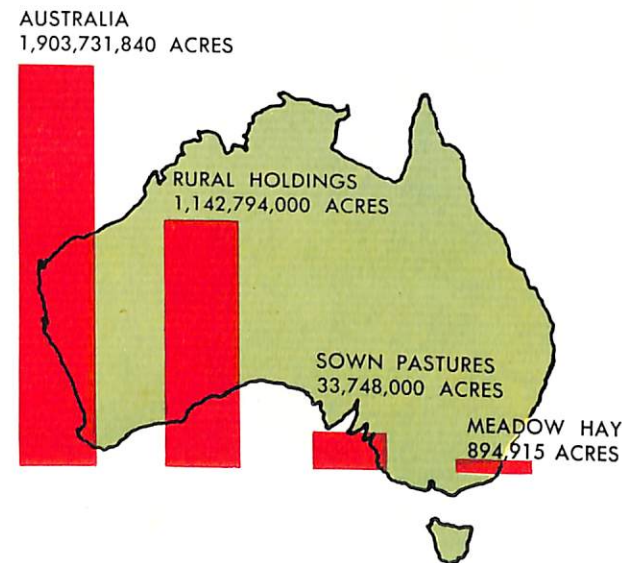 AUSTRALIA
1,903,731,840 ACRES
RURAL HOLDINGS
1,142,794,000 ACRES
SOWN PASTURES
33,748,000 ACRES
MEADOW HAY
894,915 ACRES